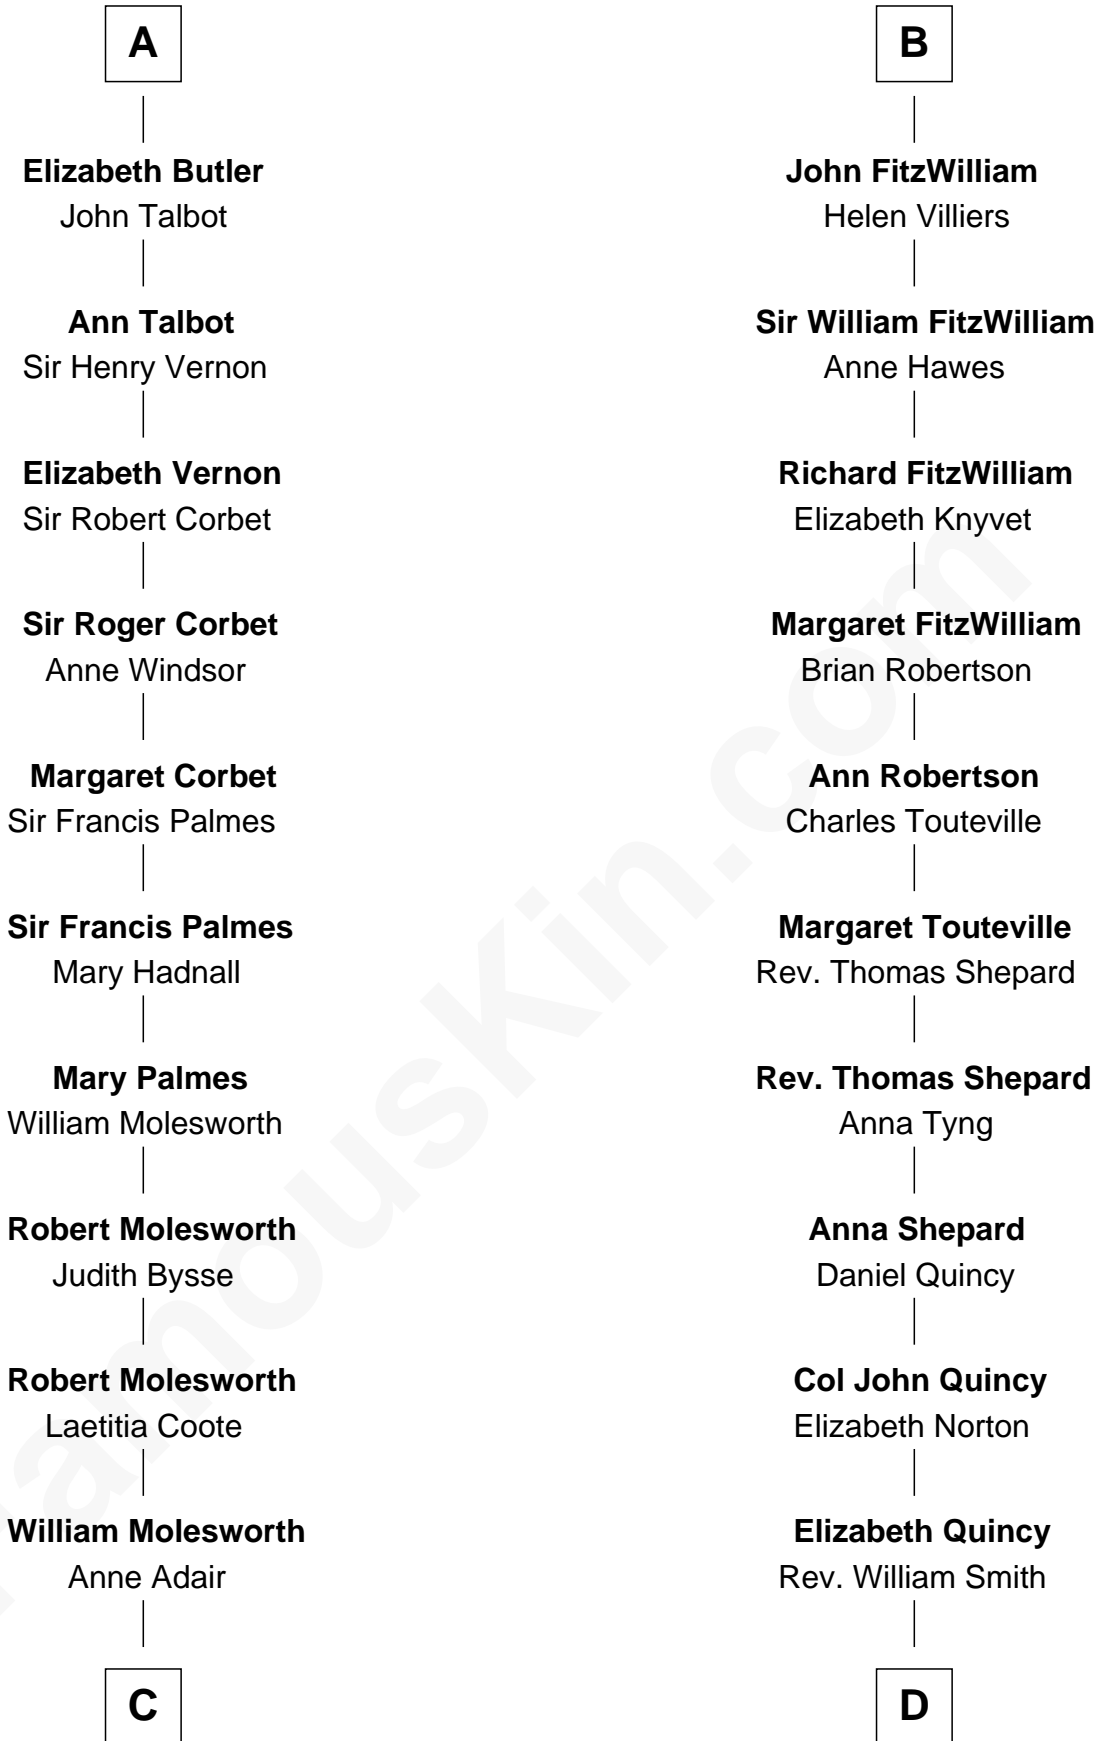 A
Elizabeth Butler
John Talbot
Ann Talbot
Sir Henry Vernon
Elizabeth Vernon
Sir Robert Corbet
Sir Roger Corbet
Anne Windsor
Margaret Corbet
Sir Francis Palmes
Sir Francis Palmes
Mary Hadnall
Mary Palmes
William Molesworth
Robert Molesworth
Judith Bysse
Robert Molesworth
Laetitia Coote
William Molesworth
Anne Adair
C
B
John FitzWilliam
Helen Villiers
Sir William FitzWilliam
Anne Hawes
Richard FitzWilliam
Elizabeth Knyvet
Margaret FitzWilliam
Brian Robertson
Ann Robertson
Charles Touteville
Margaret Touteville
Rev. Thomas Shepard
Rev. Thomas Shepard
Anna Tyng
Anna Shepard
Daniel Quincy
Col John Quincy
Elizabeth Norton
Elizabeth Quincy
Rev. William Smith
D
FamousKin.com